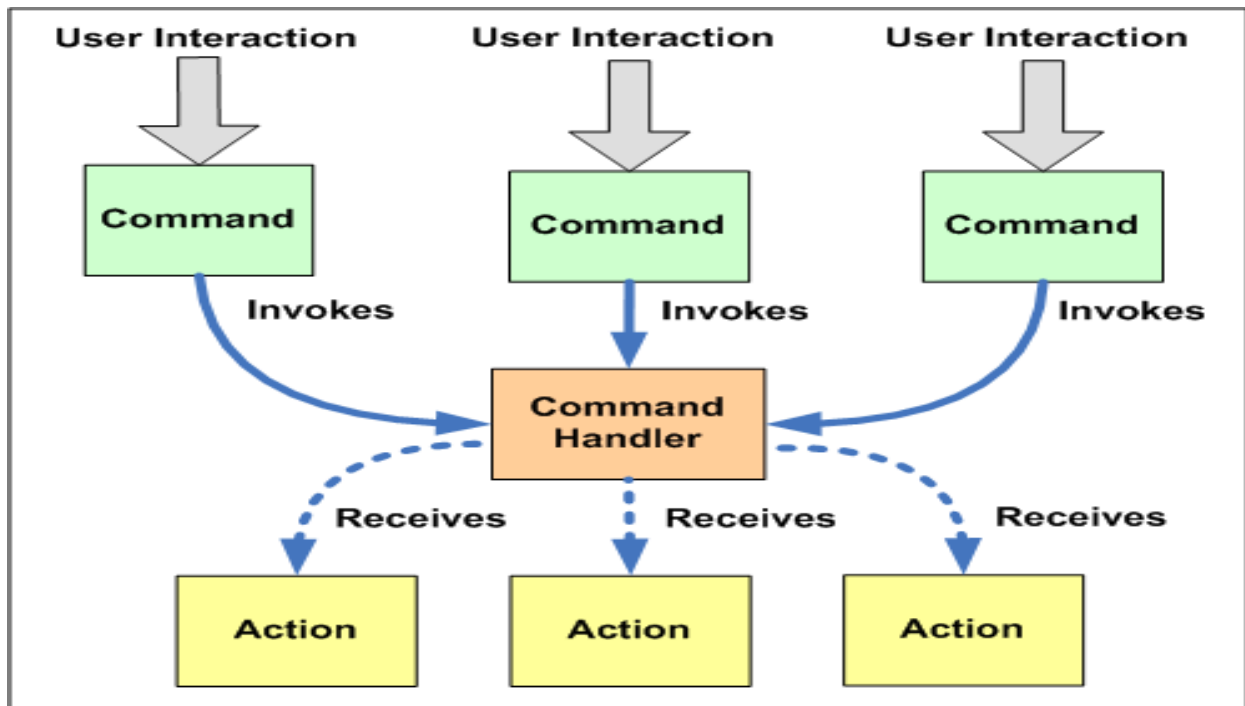 User Interaction
User Interaction
User Interaction
Command
Command
Command
Invokes
Invokes
Invokes
Command
Handler
Receives
Receives
Receives
Action
Action
Action